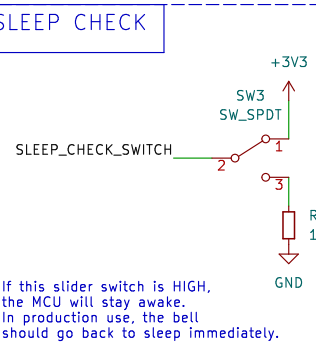 SLEEP CHECK
+3V3
SW3
SW_SPDT
SLEEP_CHECK_SWITCH
1
2
3
R
1
GND
If this slider switch is HIGH,
the MCU will stay awake.
In production use, the bell
should go back to sleep immediately.